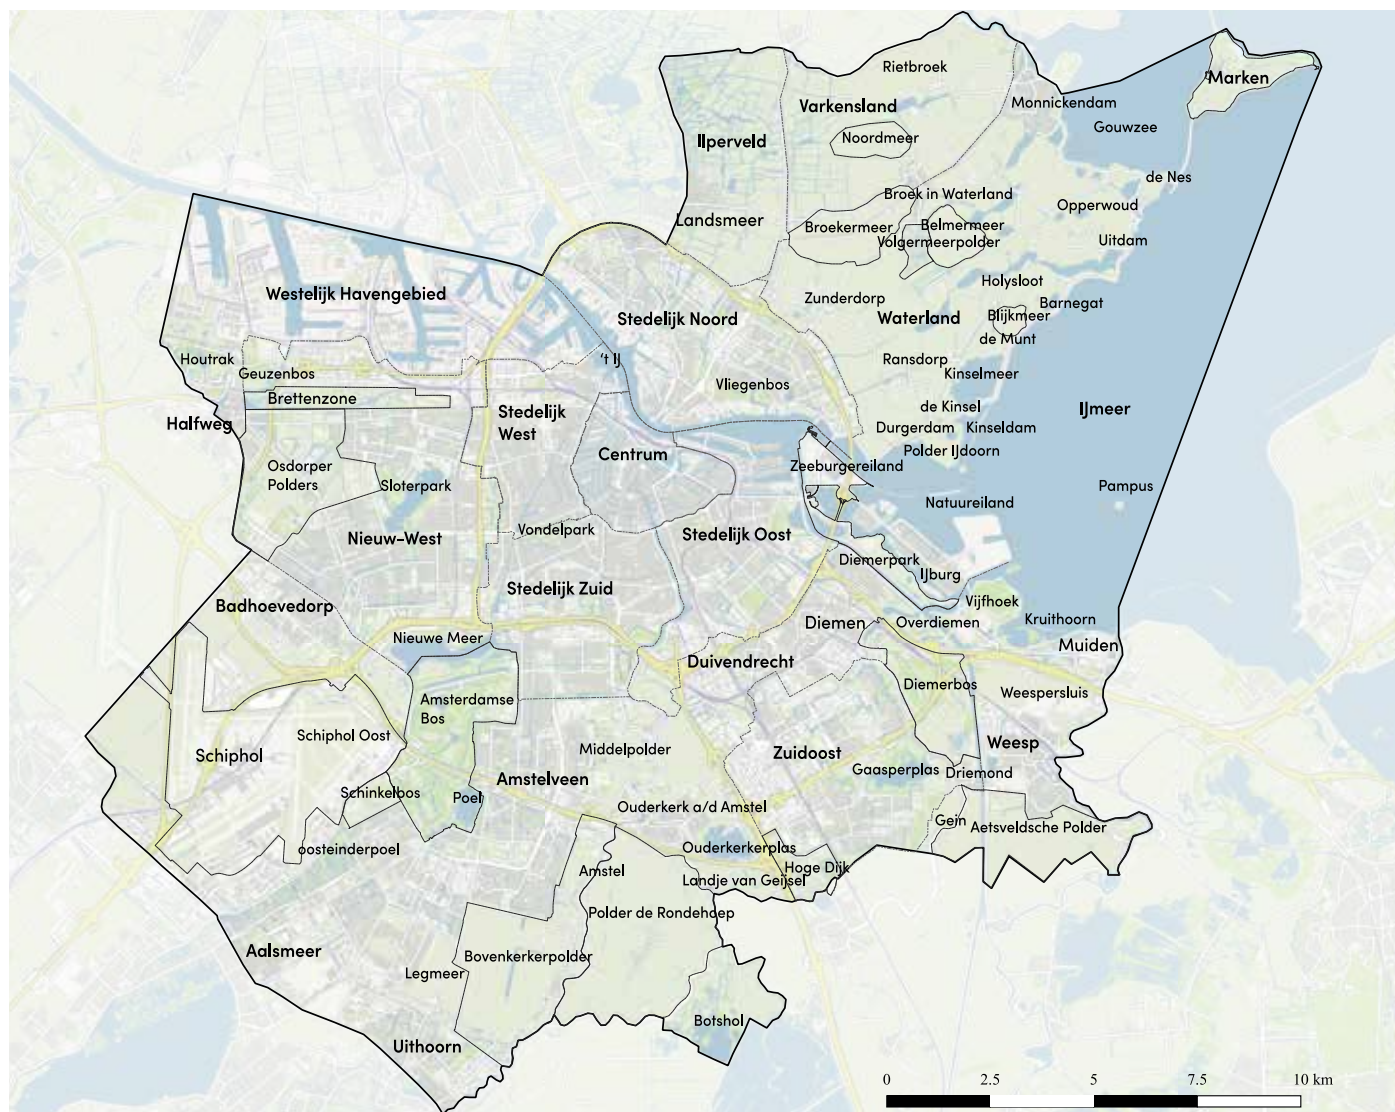 Rietbroek
Marken
Varkensland
Monnickendam
Gouwzee
Ilperveld
Noordmeer
de Nes
Broek in Waterland
Opperwoud
Landsmeer
Broekermeer
Belmermeer
Volgermeerpolder
Uitdam
Holysloot
Westelijk Havengebied
Zunderdorp
Barnegat
Stedelijk Noord
Waterland
Blijkmeer
de Munt
Houtrak
't IJ
Ransdorp
Geuzenbos
Kinselmeer
Vliegenbos
Brettenzone
Stedelijk
West
de Kinsel
IJmeer
Halfweg
Durgerdam
Kinseldam
Centrum
Polder IJdoorn
Osdorper
Polders
Zeeburgereiland
Sloterpark
Pampus
Natuureiland
Vondelpark
Nieuw-West
Stedelijk Oost
Diemerpark
IJburg
Stedelijk Zuid
Badhoevedorp
Vijfhoek
Diemen
Overdiemen
Kruithoorn
Nieuwe Meer
Muiden
Duivendrecht
Diemerbos
Weespersluis
Amsterdamse
Bos
Schiphol Oost
Schiphol
Middelpolder
Zuidoost
Weesp
Gaasperplas
Driemond
Amstelveen
Schinkelbos
Poel
Ouderkerk a/d Amstel
Gein
Aetsveldsche Polder
oosteinderpoel
Ouderkerkerplas
Hoge Dijk
Amstel
Landje van Geijsel
Polder de Rondehoep
Aalsmeer
Bovenkerkerpolder
Legmeer
Botshol
Uithoorn
0 2.5 5 7.5 10 km